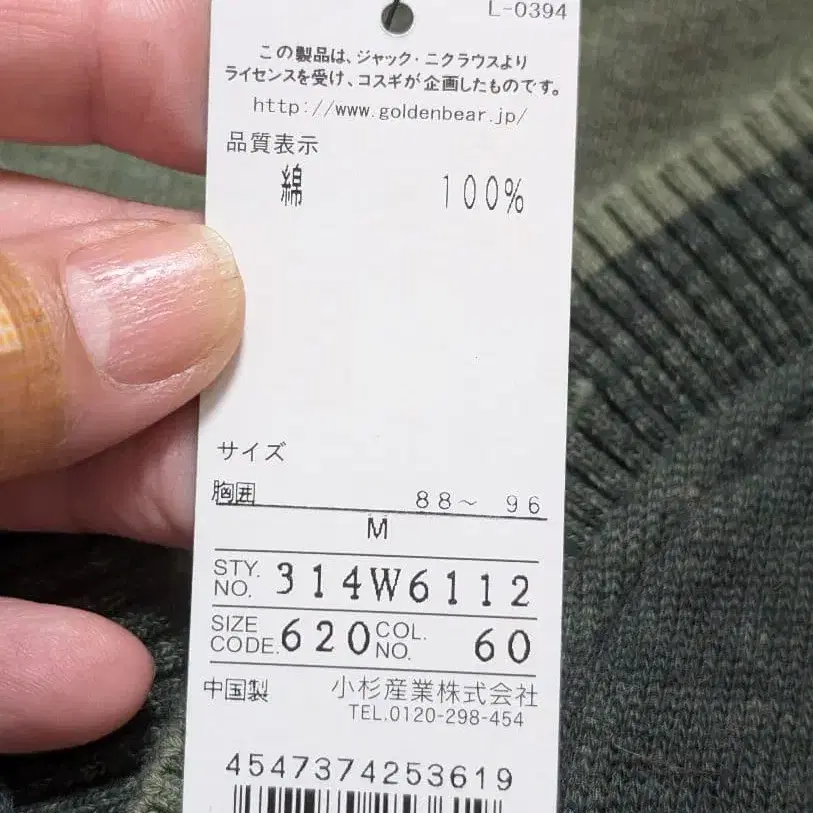 L-0394
この製品は、ジャック・ニクラウスより
ライセンスを受け、コスギが企画したものです。
http://www.goldenbear.jp/
品質表示
綿 100%
サイズ
胸囲 88～ 96
M
STY. NO. 314W6112
SIZE CODE. 620 COL. NO. 60
中国製 小杉産業株式会社
TEL.0120-298-454
4547374253619